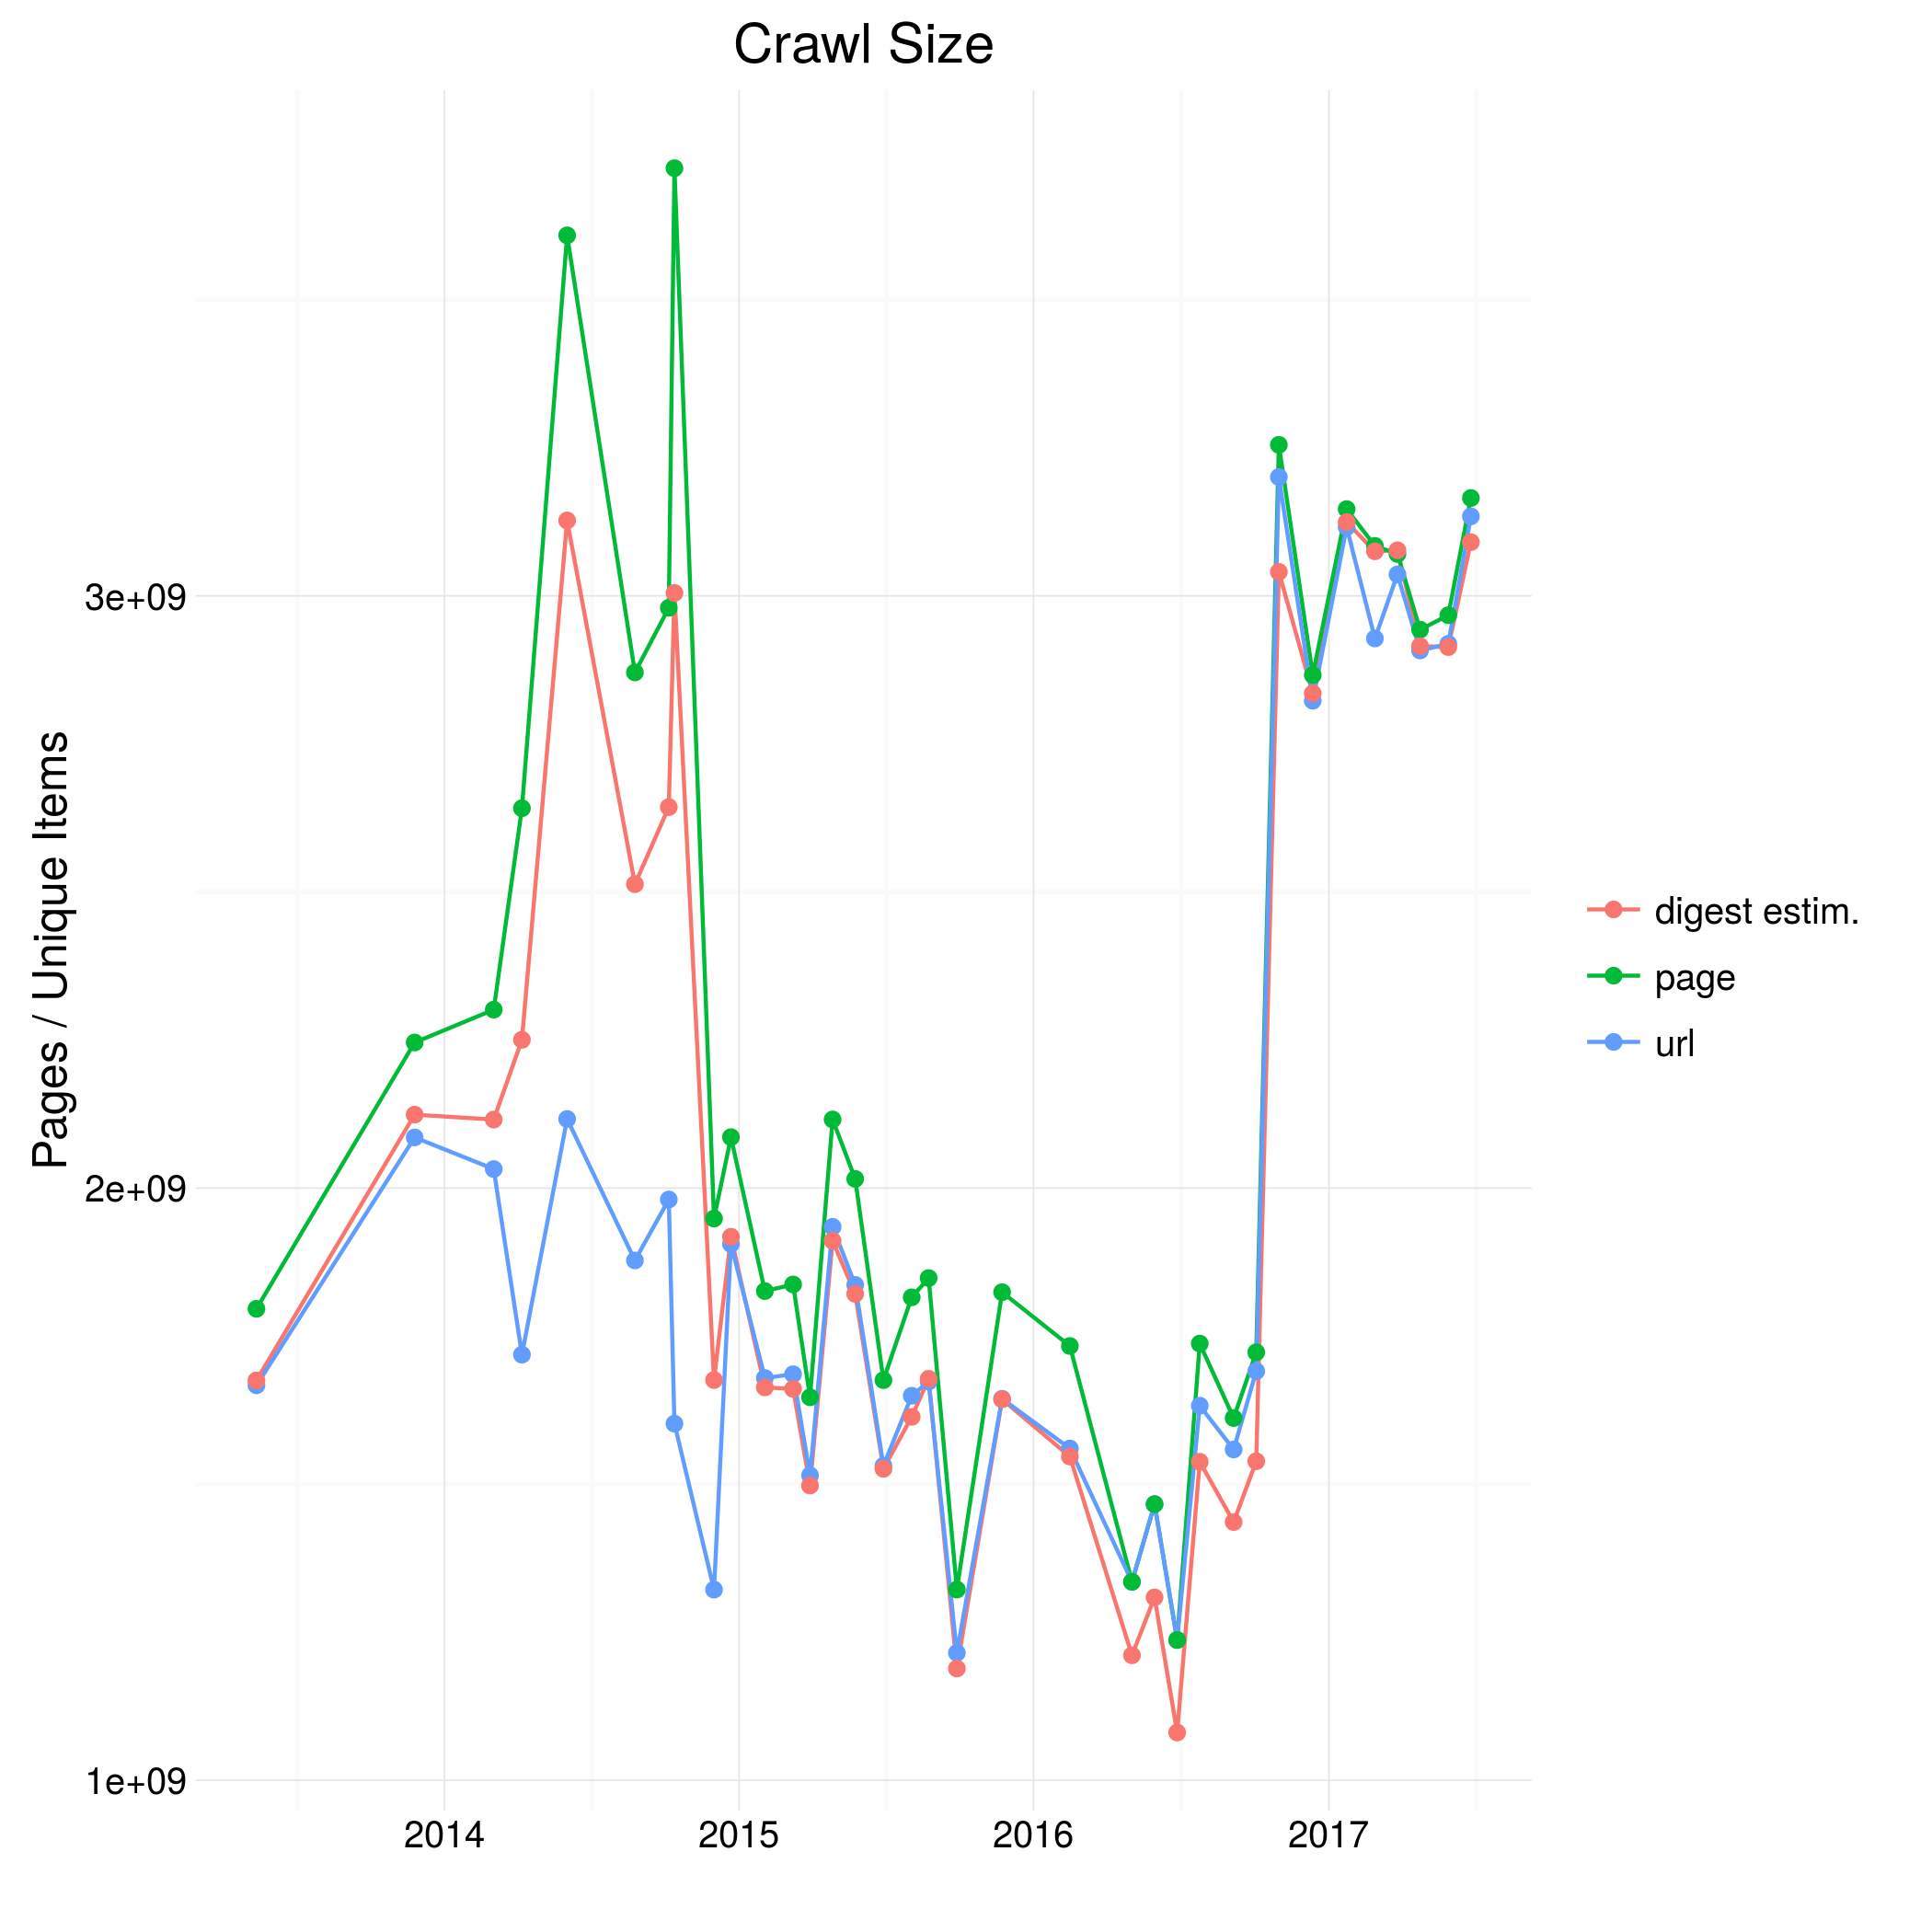 Crawl Size
Pages / Unique Items
3e+09
2e+09
1e+09
2014
2015
2016
2017
digest estim.
page
url